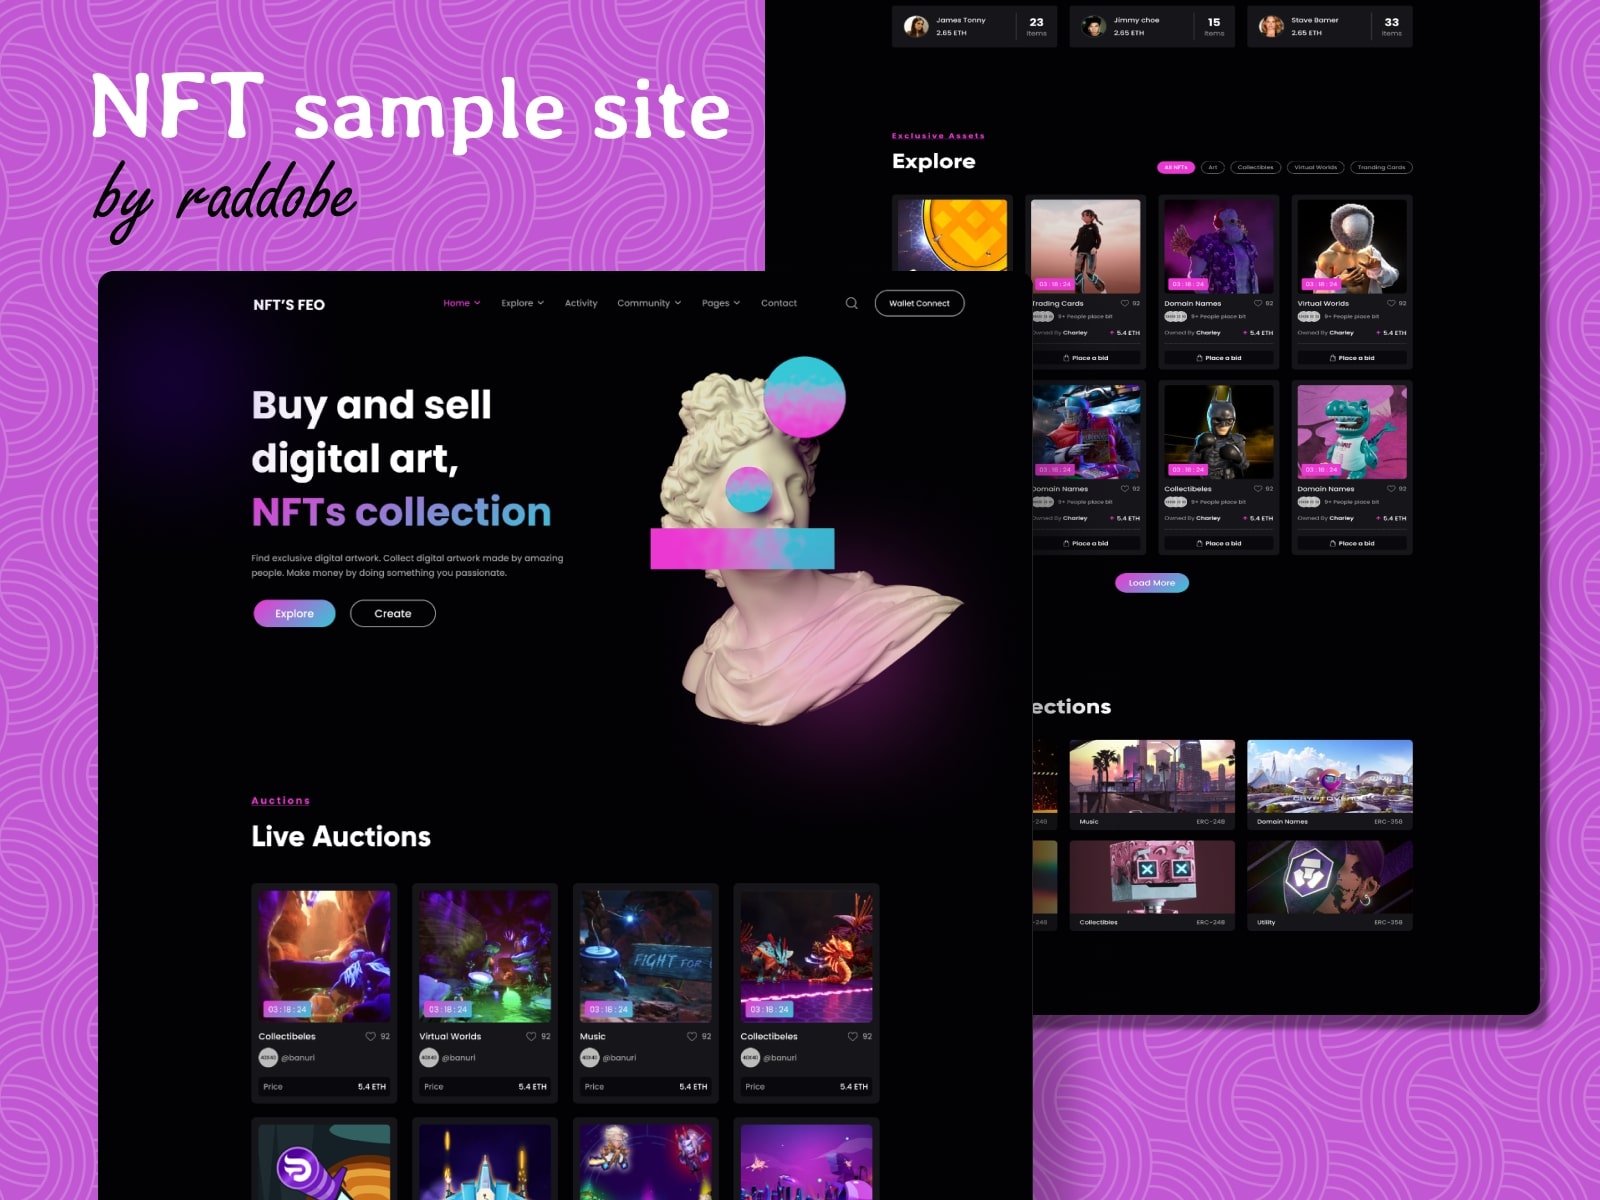 NFT sample site
by raddobe
James Tonny
2.65 ETH
23
items
Jimmy choe
2.65 ETH
15
items
Stave Bamer
2.65 ETH
33
items
Exclusive Assets
Explore
All NFTs
Art
Collectibles
Virtual Worlds
Tranding Cards
03 : 18 : 24
03 : 18 : 24
03 : 18 : 24
Trading Cards 92
Domain Names 92
Virtual Worlds 92
9+ People place bit
9+ People place bit
9+ People place bit
Owned By Charley 5.4 ETH
Owned By Charley 5.4 ETH
Owned By Charley 5.4 ETH
Place a bid
Place a bid
Place a bid
03 : 18 : 24
03 : 18 : 24
03 : 18 : 24
Domain Names 92
Collectibeles 92
Domain Names 92
9+ People place bit
9+ People place bit
9+ People place bit
Owned By Charley 5.4 ETH
Owned By Charley 5.4 ETH
Owned By Charley 5.4 ETH
Place a bid
Place a bid
Place a bid
Load More
ections
Music ERC-248
Domain Names ERC-358
-248
Collectibles ERC-248
Utility ERC-358
NFT'S FEO
Home
Explore
Activity
Community
Pages
Contact
Wallet Connect
Buy and sell
digital art,
NFTs collection
Find exclusive digital artwork. Collect digital artwork made by amazing
people. Make money by doing something you passionate.
Explore
Create
Auctions
Live Auctions
FIGHT FOR
03 : 18 : 24
03 : 18 : 24
03 : 18 : 24
03 : 18 : 24
Collectibeles 92
Virtual Worlds 92
Music 92
Collectibeles 92
@banuri
@banuri
@banuri
@banuri
Price 5.4 ETH
Price 5.4 ETH
Price 5.4 ETH
Price 5.4 ETH